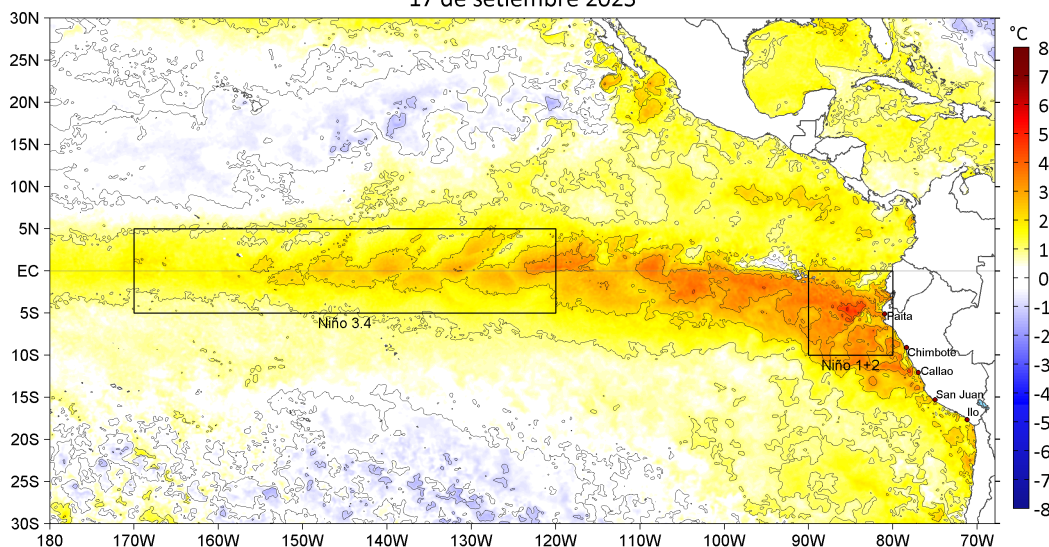 17 de setiembre 2023
30N
25N
20N
15N
10N
5N
EC
5S
10S
15S
20S
25S
30S
180
170W
160W
150W
140W
130W
120W
110W
100W
90W
80W
70W
Niño 3.4
Niño 1+2
Paita
Chimbote
Callao
San Juan
Ilo
°C
8
7
6
5
4
3
2
1
0
-1
-2
-3
-4
-5
-6
-7
-8